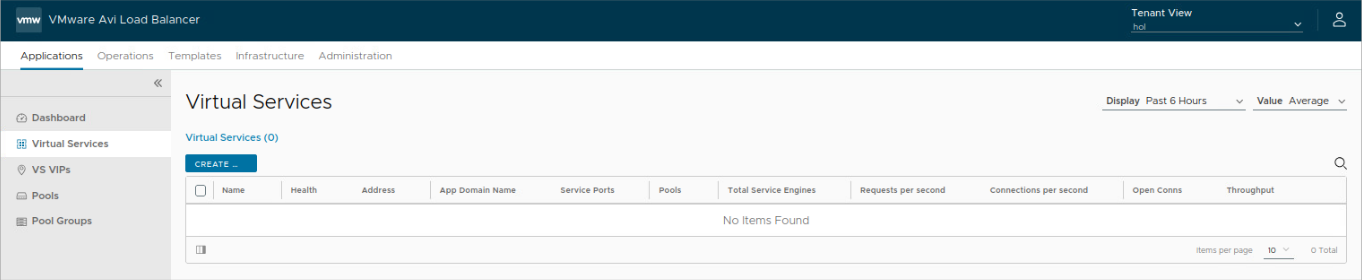 vmw VMware Avi Load Balancer
Tenant View
hol
Applications Operations Templates Infrastructure Administration
Virtual Services
Display Past 6 Hours Value Average
Dashboard
Virtual Services
VS VIPs
Pools
Pool Groups
Virtual Services (0)
CREATE ...
Name Health Address App Domain Name Service Ports Pools Total Service Engines Requests per second Connections per second Open Conns Throughput
No Items Found
Items per page 10 0 Total